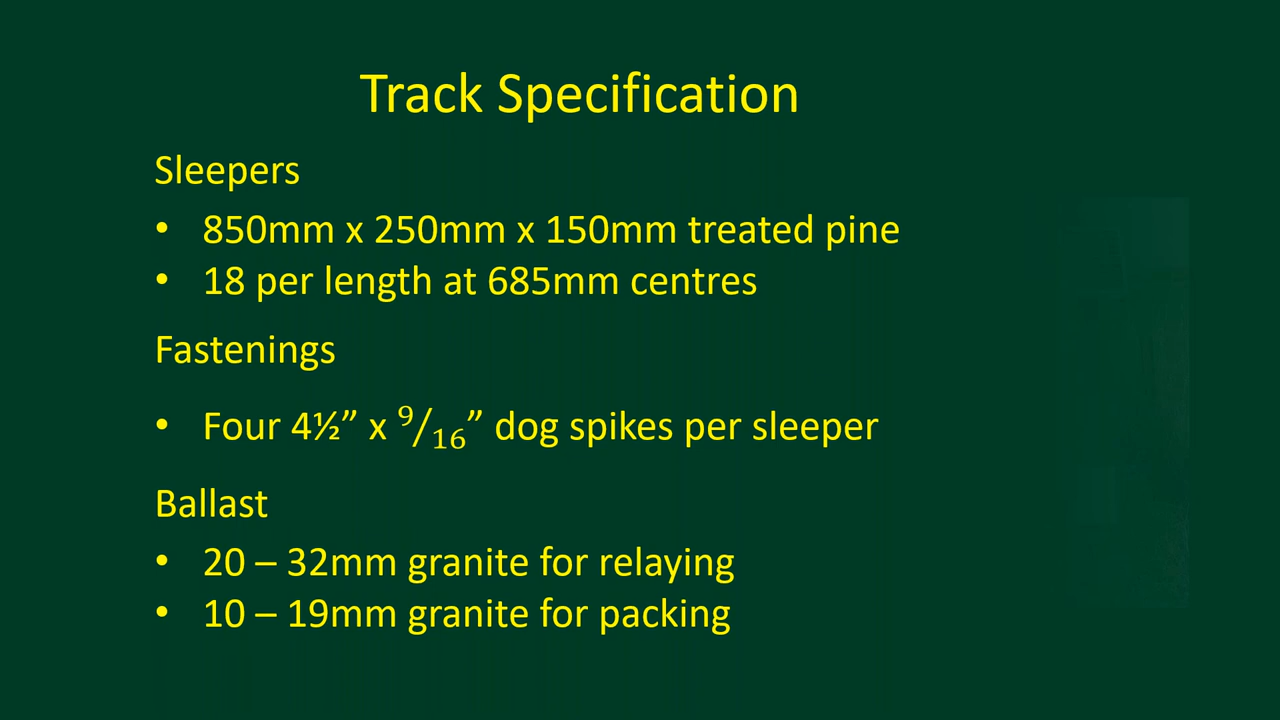 Track Specification
Sleepers
• 850mm x 250mm x 150mm treated pine
• 18 per length at 685mm centres
Fastenings
• Four 4½” x ⁹⁄₁₆” dog spikes per sleeper
Ballast
• 20 – 32mm granite for relaying
• 10 – 19mm granite for packing